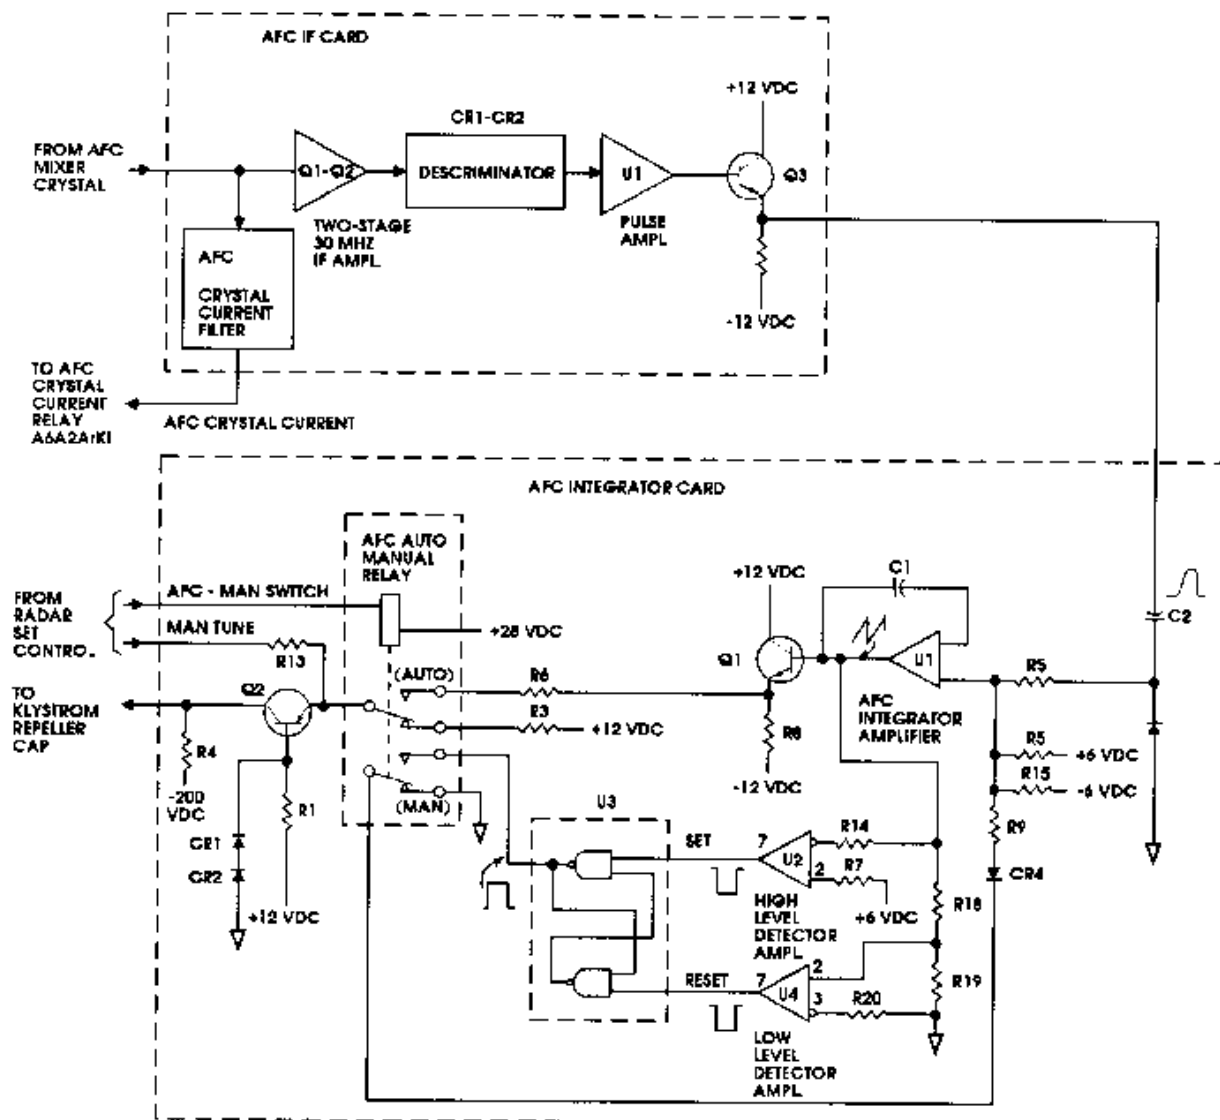 AFC IF CARD
+12 VDC
CR1-CR2
FROM AFC
MIXER
CRYSTAL
Q1-Q2
DESCRIMINATOR
U1
Q3
TWO-STAGE
30 MHZ
IF AMPL.
PULSE
AMPL
AFC
CRYSTAL
CURRENT
FILTER
-12 VDC
TO AFC
CRYSTAL
CURRENT
RELAY
A6A2A1K1
AFC CRYSTAL CURRENT
AFC INTEGRATOR CARD
AFC AUTO
MANUAL
RELAY
+12 VDC
C1
C2
FROM
RADAR
SET
CONTROL
AFC - MAN SWITCH
MAN TUNE
+28 VDC
R13
Q1
U1
R5
(AUTO)
R6
TO
KLYSTROM
REPELLER
CAP
Q2
R3
+12 VDC
R8
AFC
INTEGRATOR
AMPLIFIER
R5
+6 VDC
R4
-200
VDC
R1
(MAN)
-12 VDC
R15
-6 VDC
U3
R9
CR1
CR2
+12 VDC
SET
7
U2
2
R14
R7
+6 VDC
CR4
R18
HIGH
LEVEL
DETECTOR
AMPL
RESET
7
U4
2
3
R20
R19
LOW
LEVEL
DETECTOR
AMPL